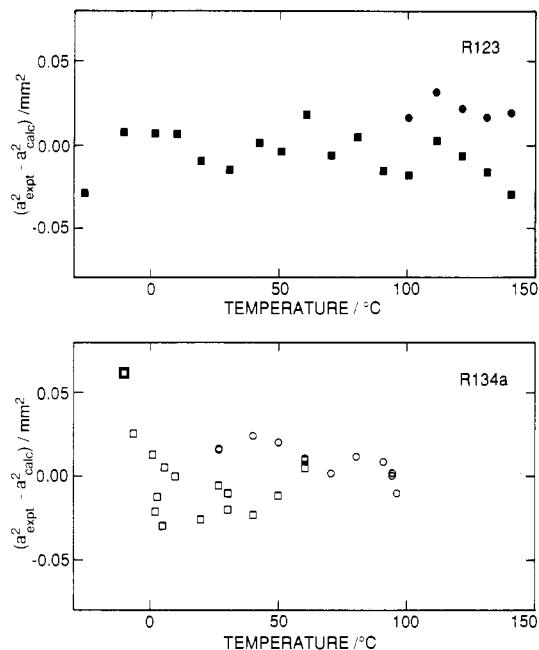 R123
0.05
0.00
-0.05
(a²expt - a²calc) / mm²
0 50 100 150
TEMPERATURE / °C
R134a
0.05
0.00
-0.05
(a²expt - a²calc) / mm²
0 50 100 150
TEMPERATURE /°C